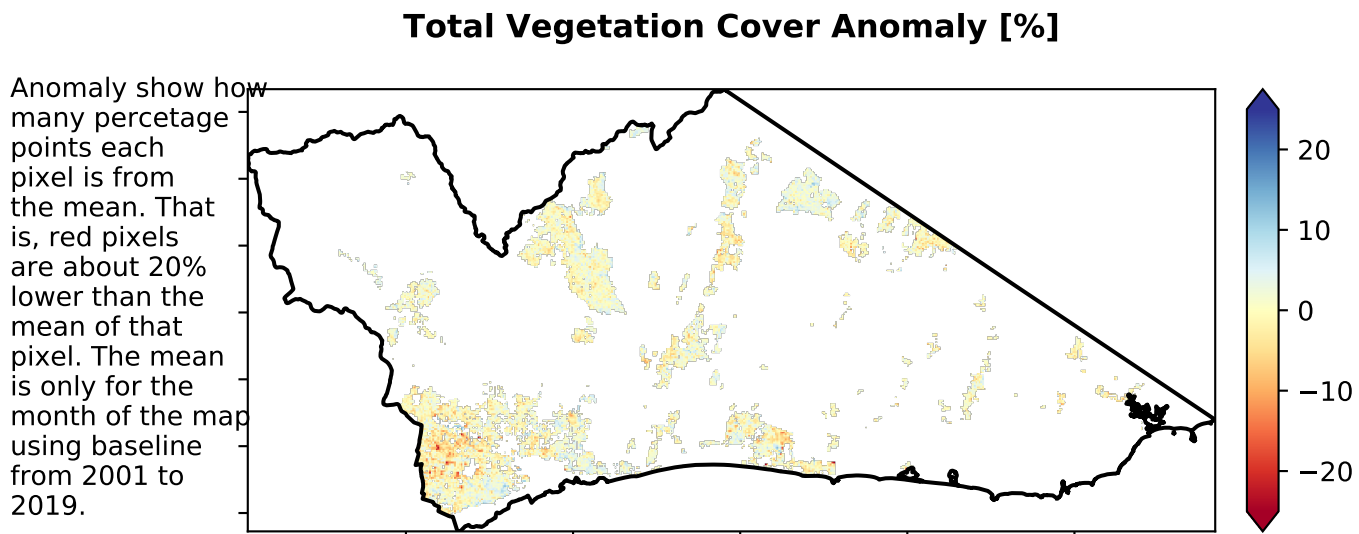 Total Vegetation Cover Anomaly [%]
Anomaly show how
many percetage
points each
pixel is from
the mean. That
is, red pixels
are about 20%
lower than the
mean of that
pixel. The mean
is only for the
month of the map
using baseline
from 2001 to
2019.
20
10
0
−10
−20